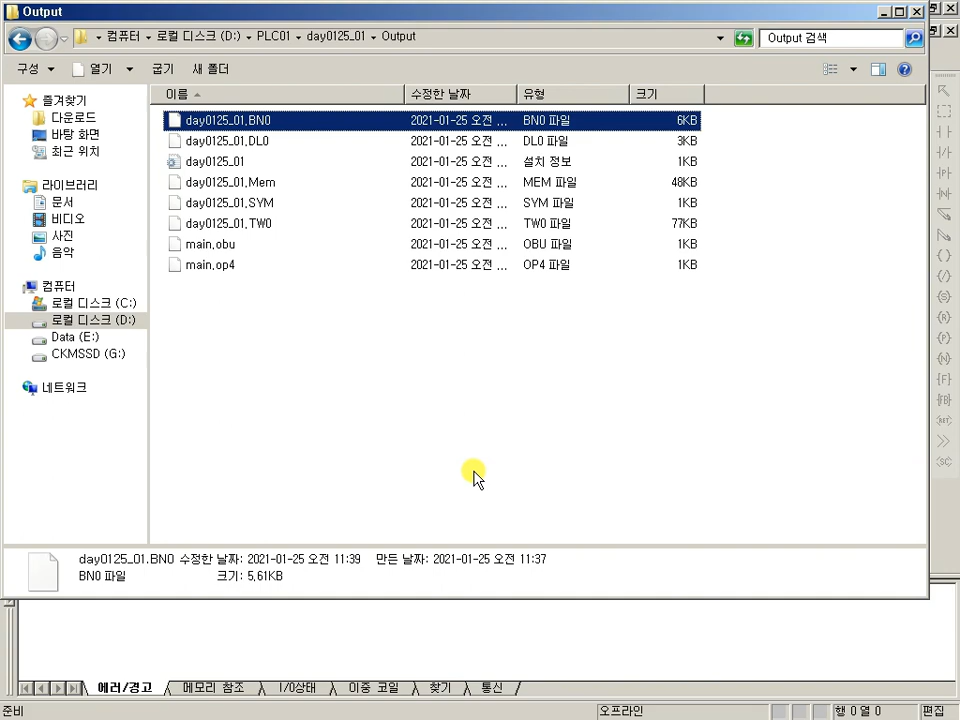 Output
컴퓨터 로컬 디스크 (D:) PLC01 day0125_01 Output
Output 검색
구성 열기 굽기 새 폴더
이름 수정한 날짜 유형 크기
day0125_01.BN0 2021-01-25 오전 ... BN0 파일 6KB
day0125_01.DL0 2021-01-25 오전 ... DL0 파일 3KB
day0125_01 2021-01-25 오전 ... 설치 정보 1KB
day0125_01.Mem 2021-01-25 오전 ... MEM 파일 48KB
day0125_01.SYM 2021-01-25 오전 ... SYM 파일 1KB
day0125_01.TW0 2021-01-25 오전 ... TW0 파일 77KB
main.obu 2021-01-25 오전 ... OBU 파일 1KB
main.op4 2021-01-25 오전 ... OP4 파일 1KB
즐겨찾기
다운로드
바탕 화면
최근 위치
라이브러리
문서
비디오
사진
음악
컴퓨터
로컬 디스크 (C:)
로컬 디스크 (D:)
Data (E:)
CKMSSD (G:)
네트워크
day0125_01.BN0 수정한 날짜: 2021-01-25 오전 11:39 만든 날짜: 2021-01-25 오전 11:37
BN0 파일 크기: 5.61KB
에러/경고 메모리 참조 I/O상태 이중 코일 찾기 통신
준비 오프라인 행 0 열 0 편집
{S}
{R}
{P}
{N}
{F}
{FB}
{RET}
{SC}